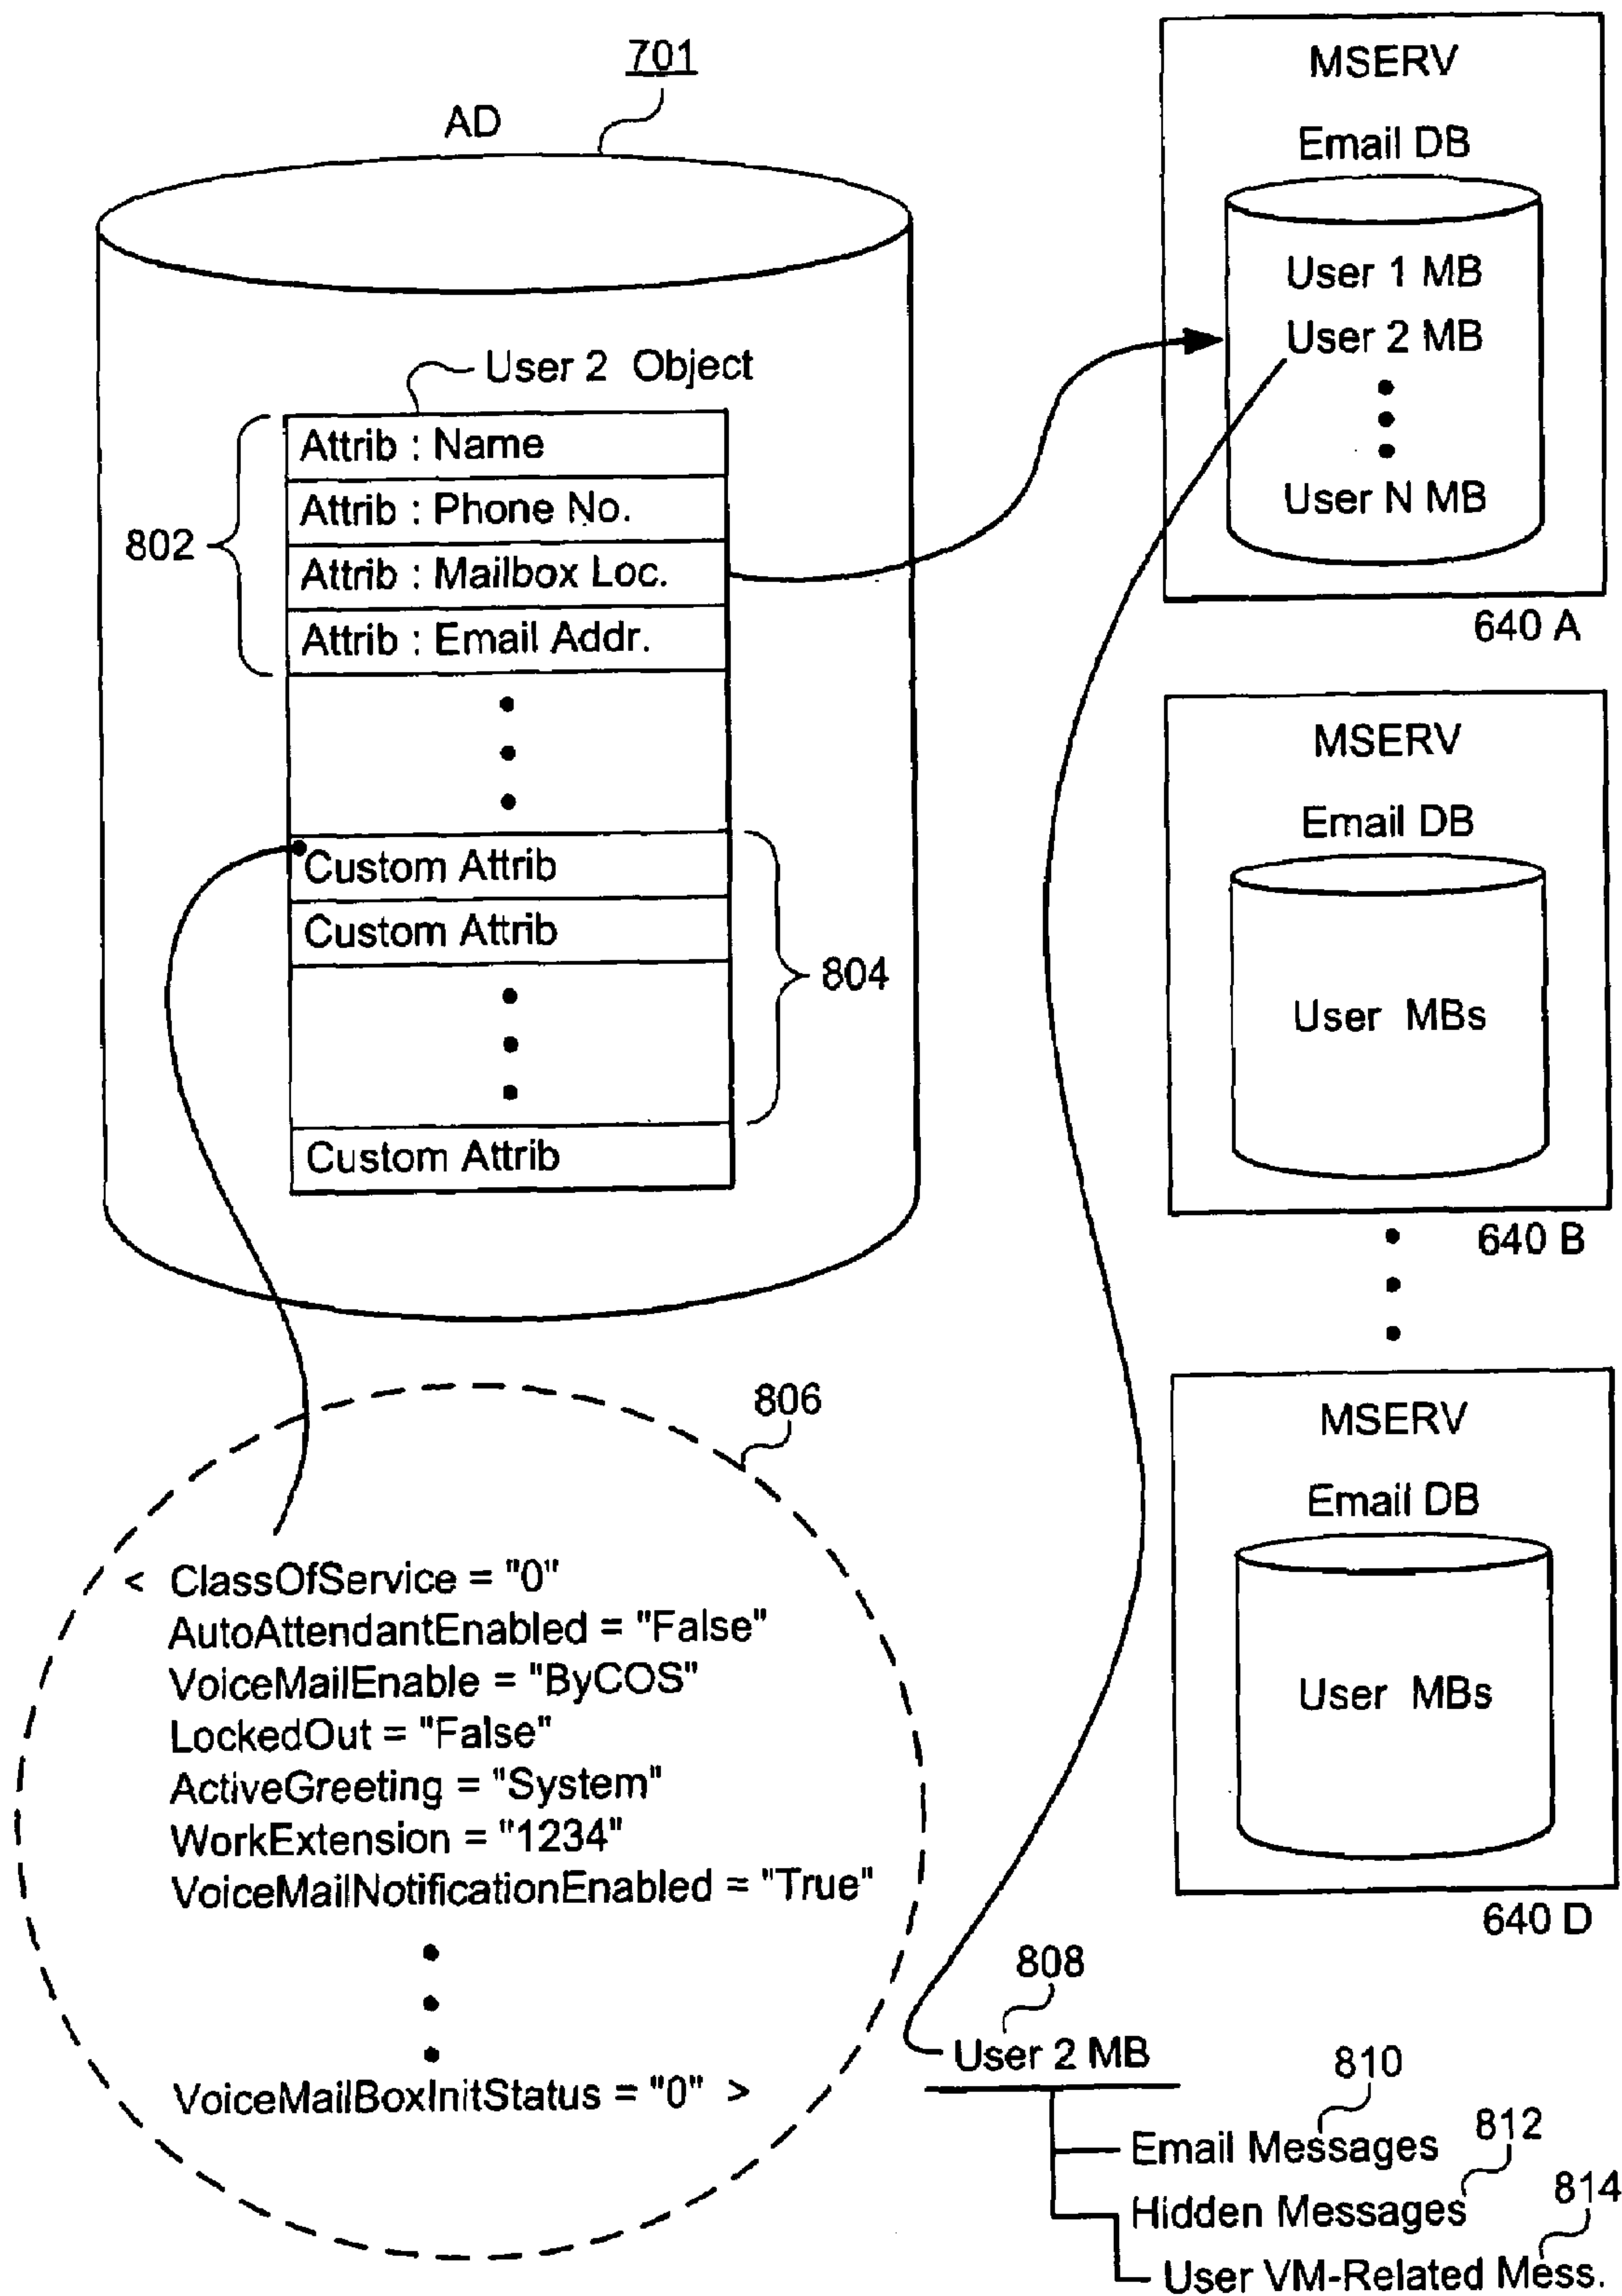 701
AD
User 2 Object
802
Attrib : Name
Attrib : Phone No.
Attrib : Mailbox Loc.
Attrib : Email Addr.
Custom Attrib
Custom Attrib
804
Custom Attrib
MSERV
Email DB
User 1 MB
User 2 MB
User N MB
640 A
MSERV
Email DB
User MBs
640 B
MSERV
Email DB
User MBs
640 D
806
< ClassOfService = "0"
AutoAttendantEnabled = "False"
VoiceMailEnable = "ByCOS"
LockedOut = "False"
ActiveGreeting = "System"
WorkExtension = "1234"
VoiceMailNotificationEnabled = "True"
VoiceMailBoxInitStatus = "0" >
808
User 2 MB
810
Email Messages
812
Hidden Messages
814
User VM-Related Mess.